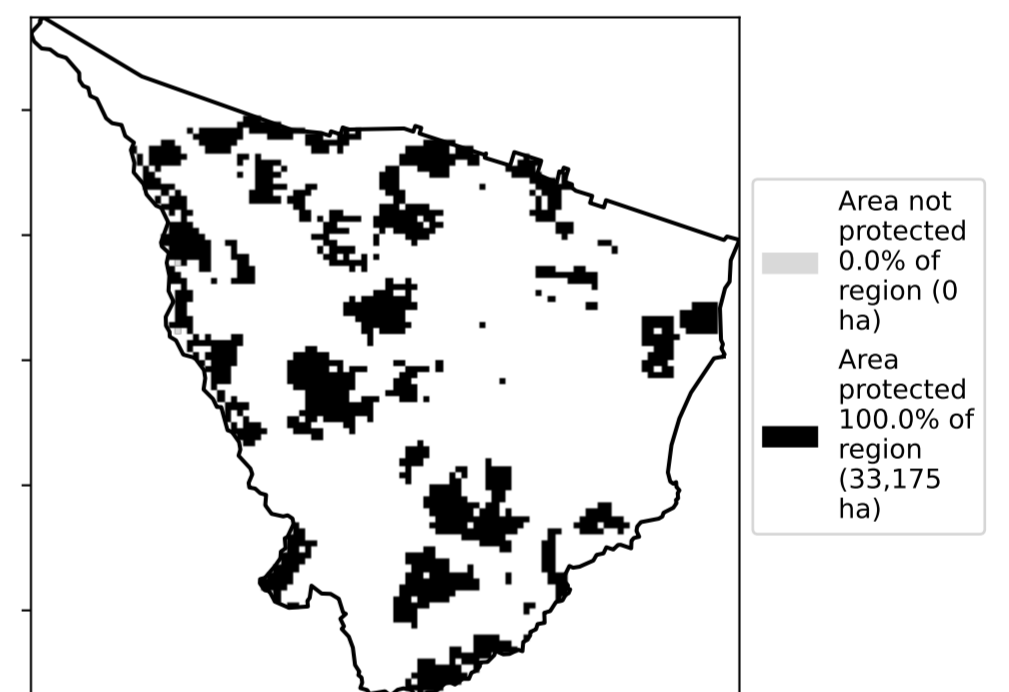 Area not
protected
0.0% of
region (0
ha)
Area
protected
100.0% of
region
(33,175
ha)